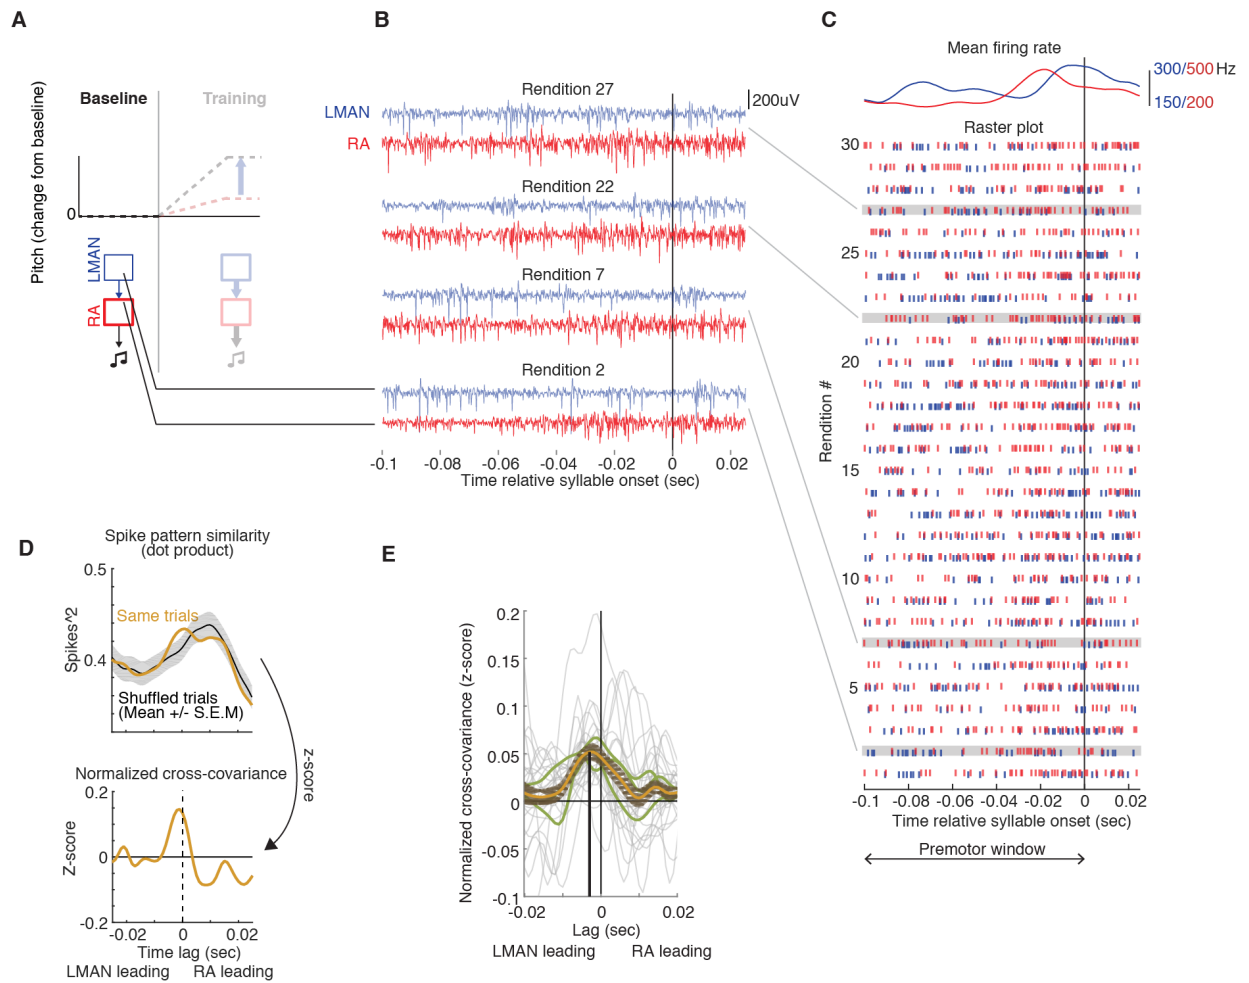 A
Pitch (change fom baseline)
Baseline
Training
0
LMAN
RA
B
Rendition 27
200uV
LMAN
RA
Rendition 22
Rendition 7
Rendition 2
-0.1
-0.08
-0.06
-0.04
-0.02
0
0.02
Time relative syllable onset (sec)
C
Mean firing rate
300/500 Hz
150/200
Raster plot
30
25
20
15
10
5
Rendition #
-0.1
-0.08
-0.06
-0.04
-0.02
0
0.02
Time relative syllable onset (sec)
Premotor window
D
Spike pattern similarity
(dot product)
0.5
0.4
Spikes^2
Same trials
Shuffled trials
(Mean +/- S.E.M)
z-score
Normalized cross-covariance
0.2
0
-0.2
Z-score
-0.02
0
0.02
Time lag (sec)
LMAN leading
RA leading
E
Normalized cross-covariance (z-score)
0.2
0.15
0.1
0.05
0
-0.05
-0.1
-0.02
0
0.02
Lag (sec)
LMAN leading
RA leading